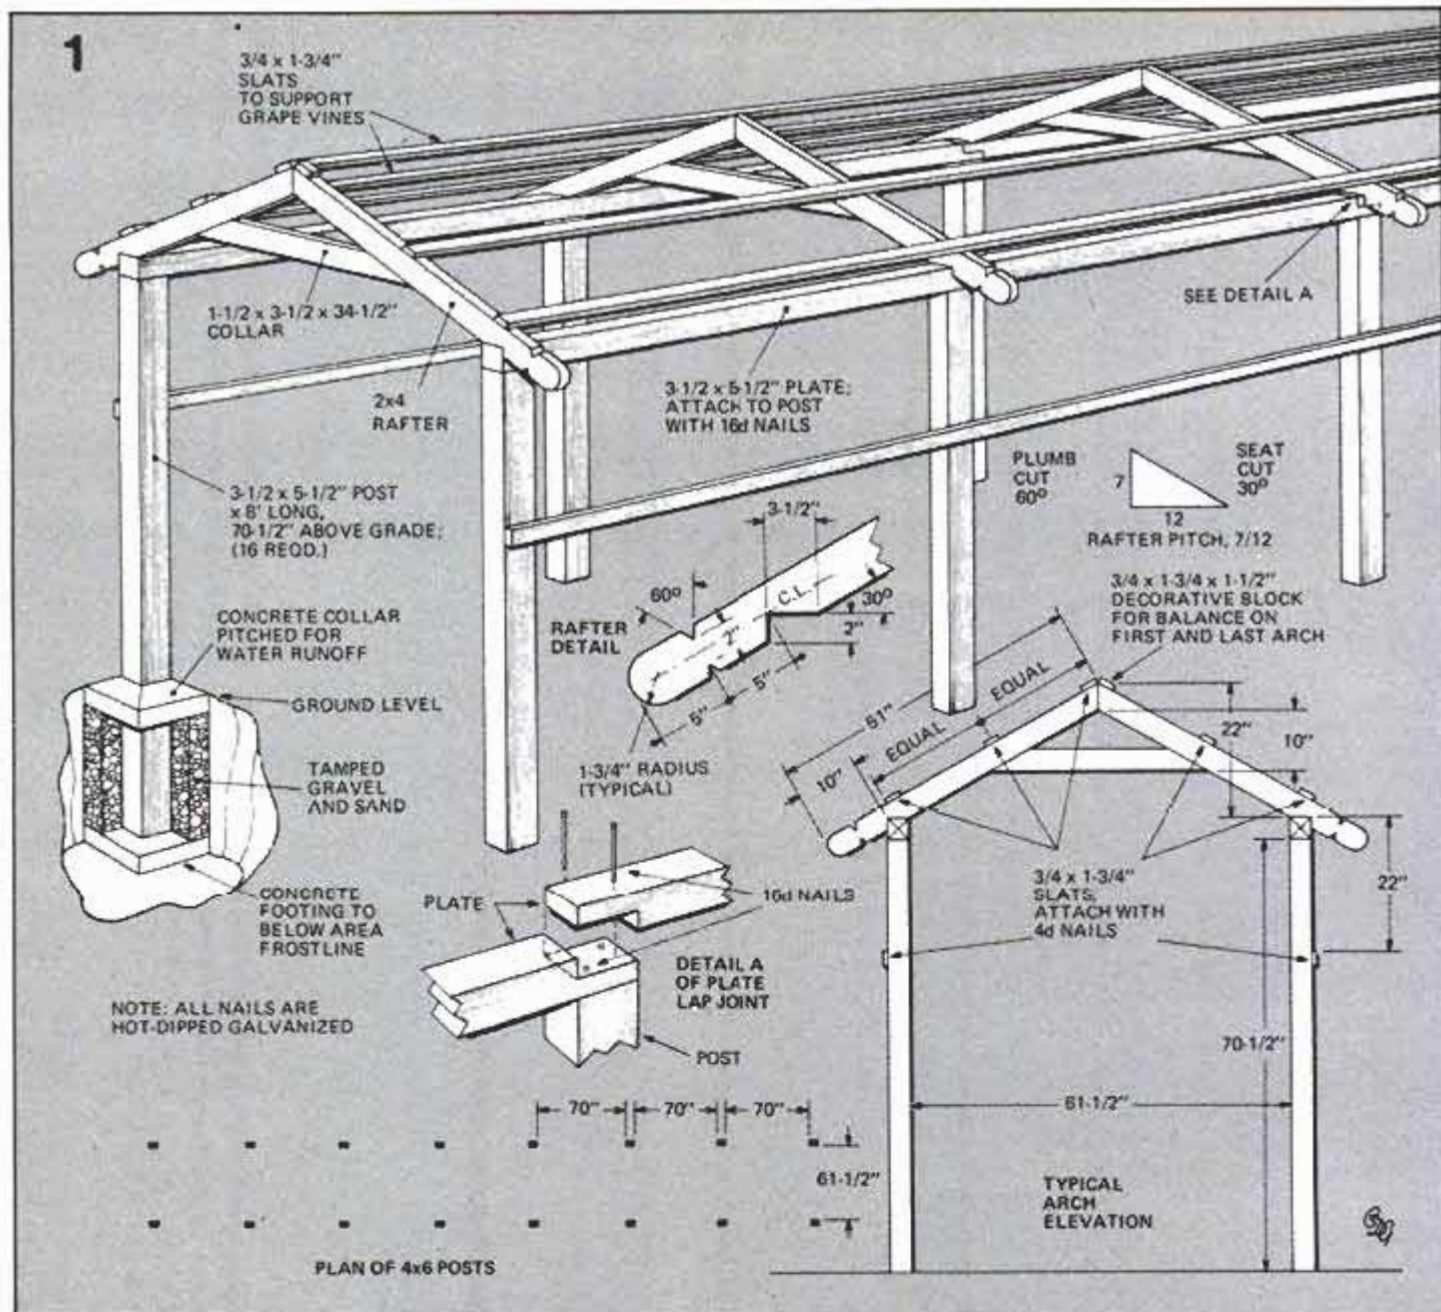 1
3/4 x 1-3/4"
SLATS
TO SUPPORT
GRAPE VINES
1-1/2 x 3-1/2 x 34-1/2"
COLLAR
2x4
RAFTER
3-1/2 x 5-1/2" PLATE;
ATTACH TO POST
WITH 16d NAILS
SEE DETAIL A
3-1/2 x 5-1/2" POST
x 8' LONG,
70-1/2" ABOVE GRADE;
(16 REQD.)
PLUMB
CUT
60°
7
12
SEAT
CUT
30°
RAFTER PITCH, 7/12
CONCRETE COLLAR
PITCHED FOR
WATER RUNOFF
GROUND LEVEL
TAMPED
GRAVEL
AND SAND
CONCRETE
FOOTING TO
BELOW AREA
FROSTLINE
NOTE: ALL NAILS ARE
HOT-DIPPED GALVANIZED
RAFTER
DETAIL
60°
3-1/2"
C.L.
30°
2"
2"
5"
5"
1-3/4" RADIUS
(TYPICAL)
3/4 x 1-3/4 x 1-1/2"
DECORATIVE BLOCK
FOR BALANCE ON
FIRST AND LAST ARCH
51"
EQUAL
EQUAL
10"
22"
10"
3/4 x 1-3/4"
SLATS,
ATTACH WITH
4d NAILS
22"
70-1/2"
61-1/2"
TYPICAL
ARCH
ELEVATION
PLATE
16d NAILS
DETAIL A
OF PLATE
LAP JOINT
POST
70" 70" 70"
61-1/2"
PLAN OF 4x6 POSTS